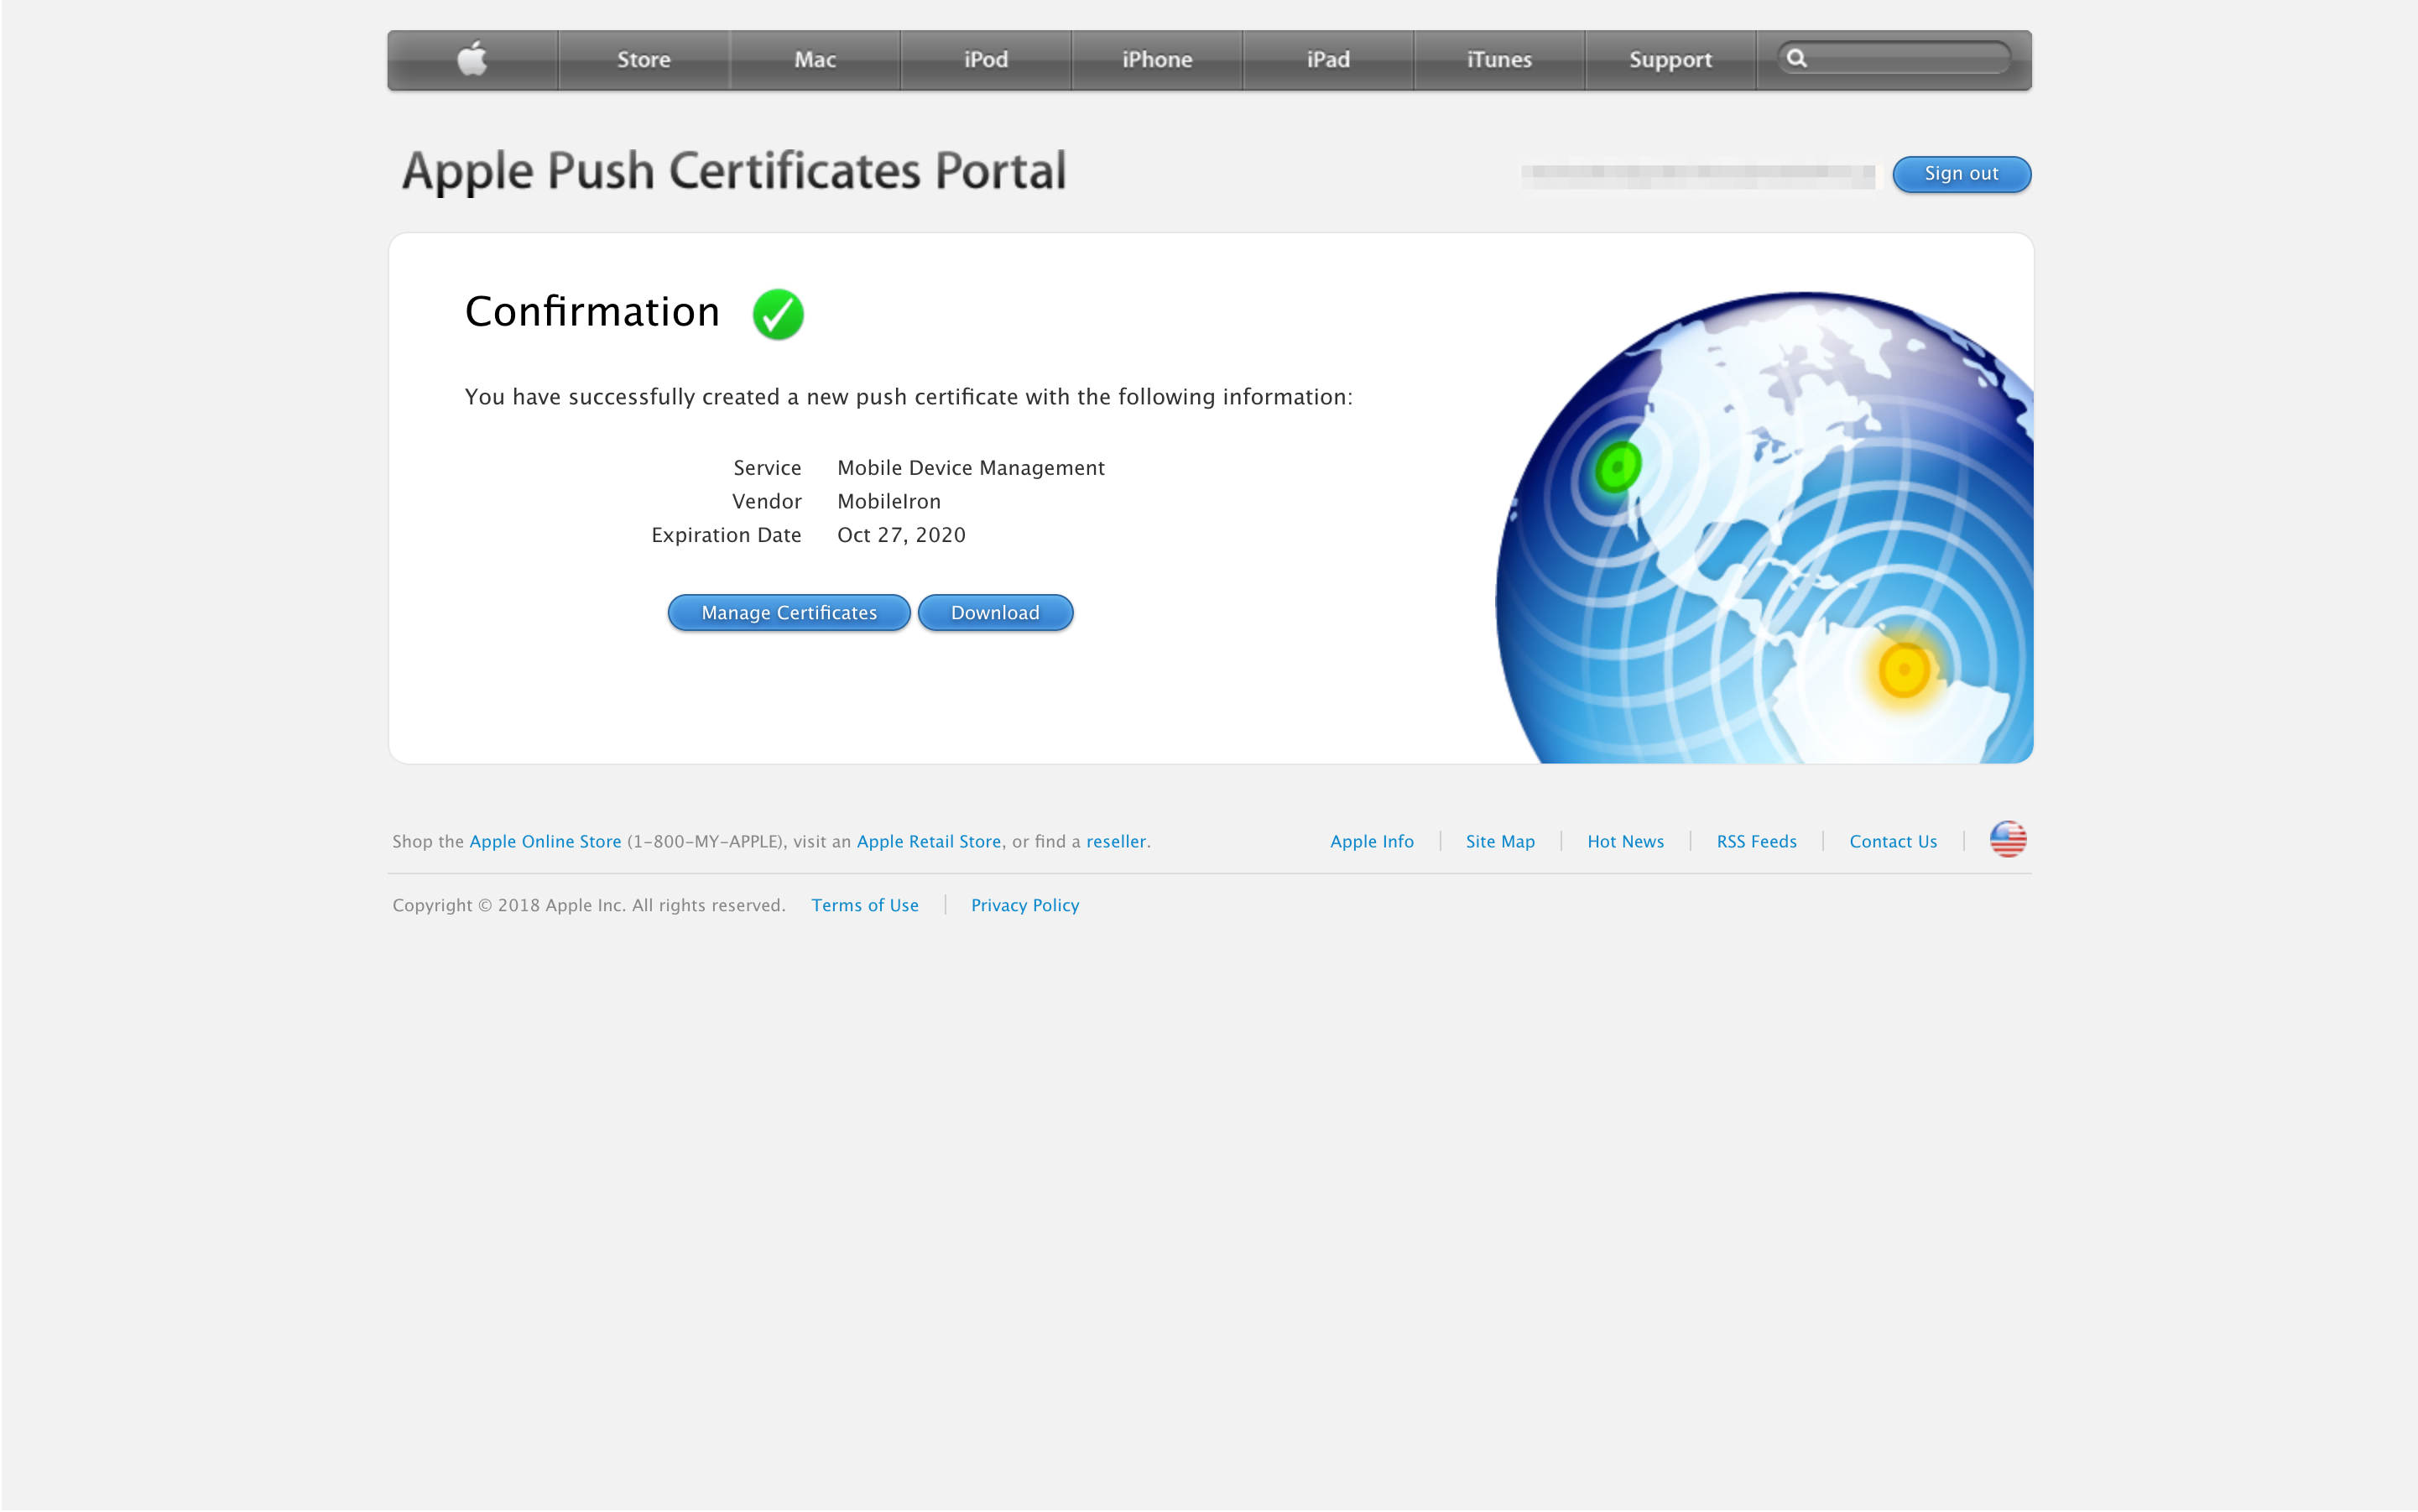 Store Mac iPod iPhone iPad iTunes Support
Apple Push Certificates Portal
Sign out
Confirmation
You have successfully created a new push certificate with the following information:
Service Mobile Device Management
Vendor MobileIron
Expiration Date Oct 27, 2020
Manage Certificates Download
Shop the Apple Online Store (1-800-MY-APPLE), visit an Apple Retail Store, or find a reseller.
Apple Info Site Map Hot News RSS Feeds Contact Us
Copyright © 2018 Apple Inc. All rights reserved. Terms of Use Privacy Policy